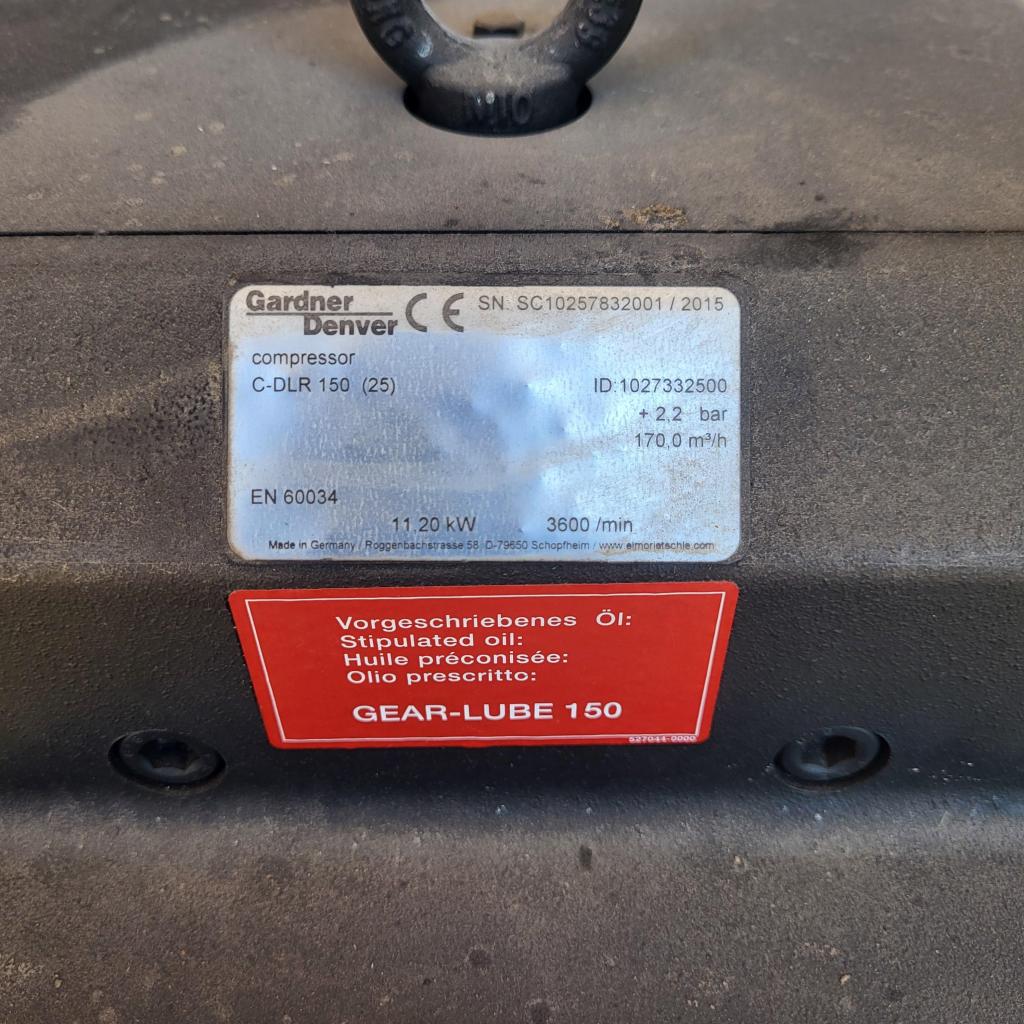 Gardner
Denver
CE SN: SC10257832001 / 2015
compressor
C-DLR 150 (25) ID:1027332500
+ 2,2 bar
170,0 m³/h
EN 60034
11,20 kW 3600 /min
Made in Germany / Roggenbachstrasse 58 D-79650 Schopfheim / www.elmorietschle.com
Vorgeschriebenes Öl:
Stipulated oil:
Huile préconisée:
Olio prescritto:
GEAR-LUBE 150
527044-0000